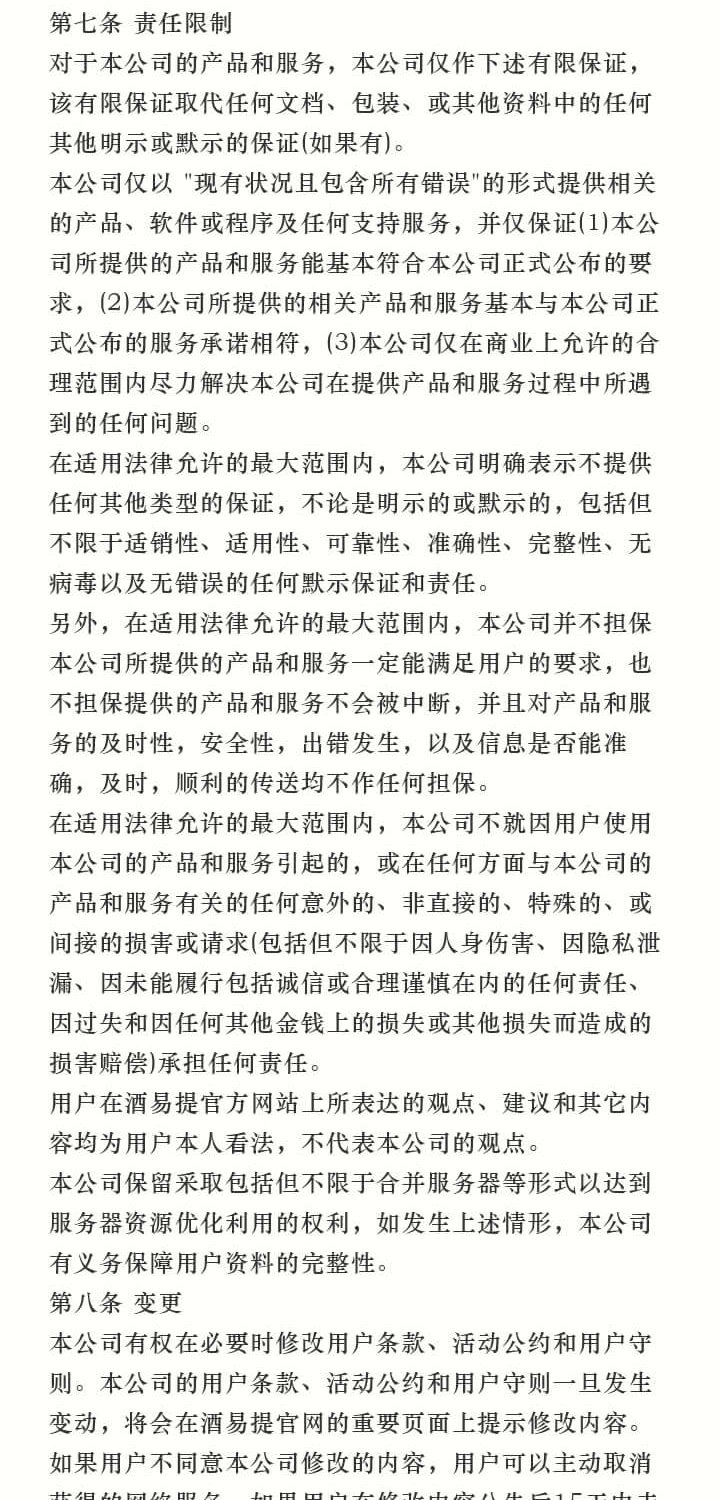 第七条 责任限制
对于本公司的产品和服务，本公司仅作下述有限保证，
该有限保证取代任何文档、包装、或其他资料中的任何
其他明示或默示的保证(如果有)。
本公司仅以 "现有状况且包含所有错误"的形式提供相关
的产品、软件或程序及任何支持服务，并仅保证(1)本公
司所提供的产品和服务能基本符合本公司正式公布的要
求，(2)本公司所提供的相关产品和服务基本与本公司正
式公布的服务承诺相符，(3)本公司仅在商业上允许的合
理范围内尽力解决本公司在提供产品和服务过程中所遇
到的任何问题。
在适用法律允许的最大范围内，本公司明确表示不提供
任何其他类型的保证，不论是明示的或默示的，包括但
不限于适销性、适用性、可靠性、准确性、完整性、无
病毒以及无错误的任何默示保证和责任。
另外，在适用法律允许的最大范围内，本公司并不担保
本公司所提供的产品和服务一定能满足用户的要求，也
不担保提供的产品和服务不会被中断，并且对产品和服
务的及时性，安全性，出错发生，以及信息是否能准
确，及时，顺利的传送均不作任何担保。
在适用法律允许的最大范围内，本公司不就因用户使用
本公司的产品和服务引起的，或在任何方面与本公司的
产品和服务有关的任何意外的、非直接的、特殊的、或
间接的损害或请求(包括但不限于因人身伤害、因隐私泄
漏、因未能履行包括诚信或合理谨慎在内的任何责任、
因过失和因任何其他金钱上的损失或其他损失而造成的
损害赔偿)承担任何责任。
用户在酒易提官方网站上所表达的观点、建议和其它内
容均为用户本人看法，不代表本公司的观点。
本公司保留采取包括但不限于合并服务器等形式以达到
服务器资源优化利用的权利，如发生上述情形，本公司
有义务保障用户资料的完整性。
第八条 变更
本公司有权在必要时修改用户条款、活动公约和用户守
则。本公司的用户条款、活动公约和用户守则一旦发生
变动，将会在酒易提官网的重要页面上提示修改内容。
如果用户不同意本公司修改的内容，用户可以主动取消